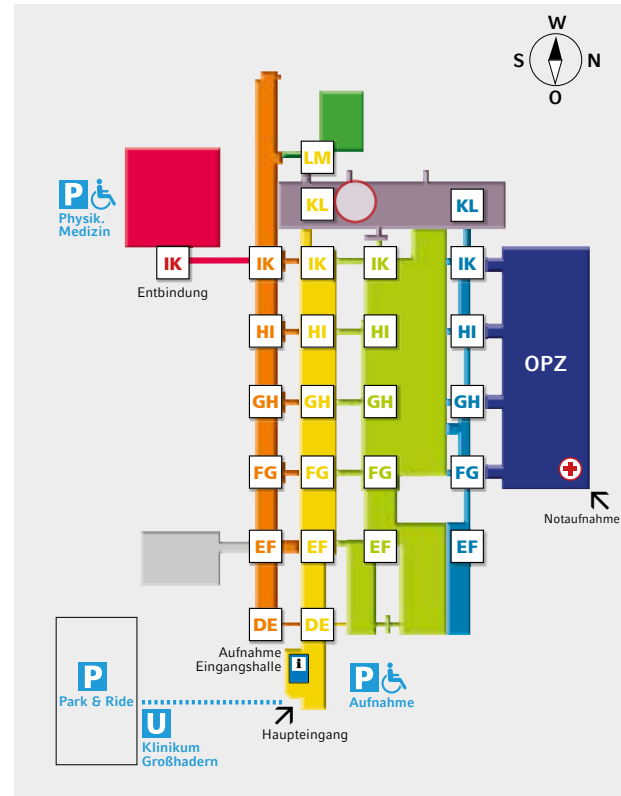 W
S
N
O
LM
KL
KL
P
Physik.
Medizin
IK
IK
IK
IK
IK
Entbindung
HI
HI
HI
HI
OPZ
GH
GH
GH
GH
FG
FG
FG
FG
Notaufnahme
EF
EF
EF
EF
DE
DE
Aufnahme
Eingangshalle
i
P
Park & Ride
P
Aufnahme
U
Klinikum
Großhadern
Haupteingang